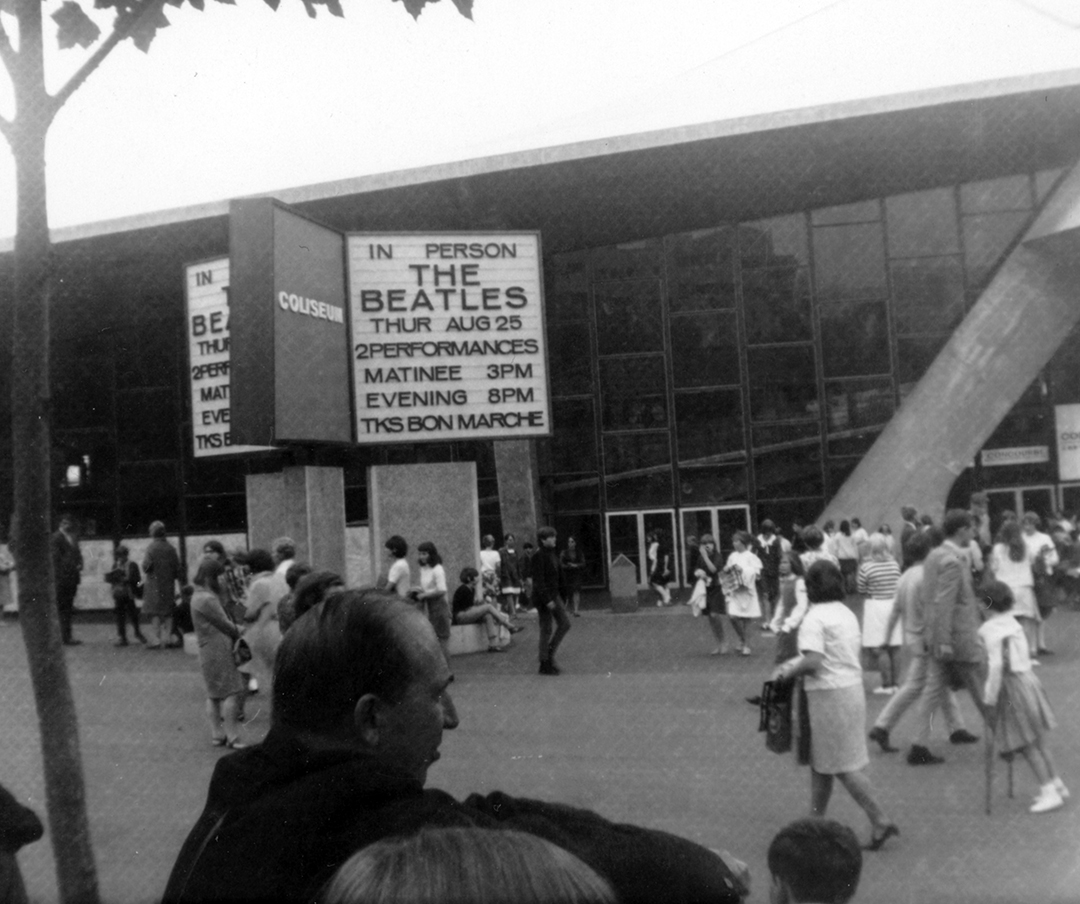 IN PERSON
THE
BEATLES
THUR AUG 25
2PERFORMANCES
MATINEE 3PM
EVENING 8PM
TKS BON MARCHE
COLISEUM
IN
BEA
THUR
2PERF
MAT
EVE
TKS B